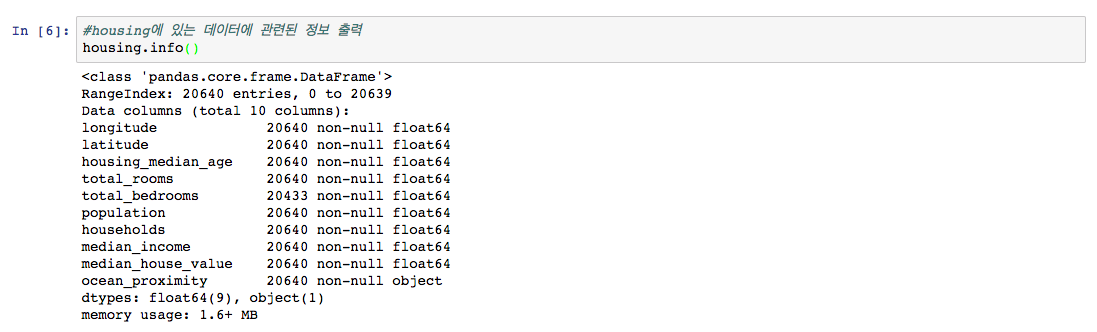 In [6]: #housing에 있는 데이터에 관련된 정보 출력
housing.info()
<class 'pandas.core.frame.DataFrame'>
RangeIndex: 20640 entries, 0 to 20639
Data columns (total 10 columns):
longitude             20640 non-null float64
latitude              20640 non-null float64
housing_median_age    20640 non-null float64
total_rooms           20640 non-null float64
total_bedrooms        20433 non-null float64
population            20640 non-null float64
households            20640 non-null float64
median_income         20640 non-null float64
median_house_value    20640 non-null float64
ocean_proximity       20640 non-null object
dtypes: float64(9), object(1)
memory usage: 1.6+ MB